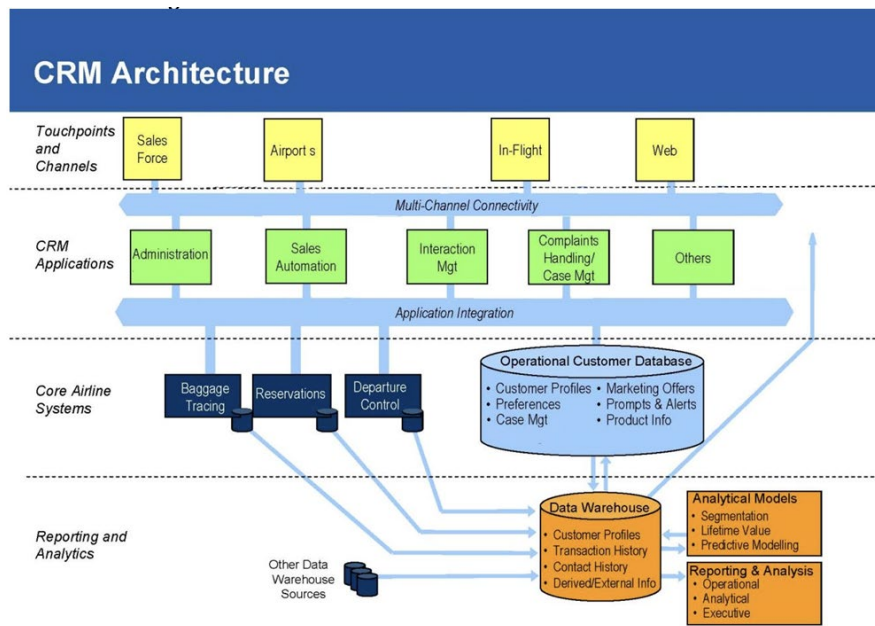 CRM Architecture
Touchpoints
and
Channels
Sales
Force
Airport s
In-Flight
Web
Multi-Channel Connectivity
CRM
Applications
Administration
Sales
Automation
Interaction
Mgt
Complaints
Handling/
Case Mgt
Others
Application Integration
Core Airline
Systems
Baggage
Tracing
Reservations
Departure
Control
Operational Customer Database
• Customer Profiles
• Preferences
• Case Mgt
• Marketing Offers
• Prompts & Alerts
• Product Info
Reporting and
Analytics
Other Data
Warehouse
Sources
Data Warehouse
• Customer Profiles
• Transaction History
• Contact History
• Derived/External Info
Analytical Models
• Segmentation
• Lifetime Value
• Predictive Modelling
Reporting & Analysis
• Operational
• Analytical
• Executive